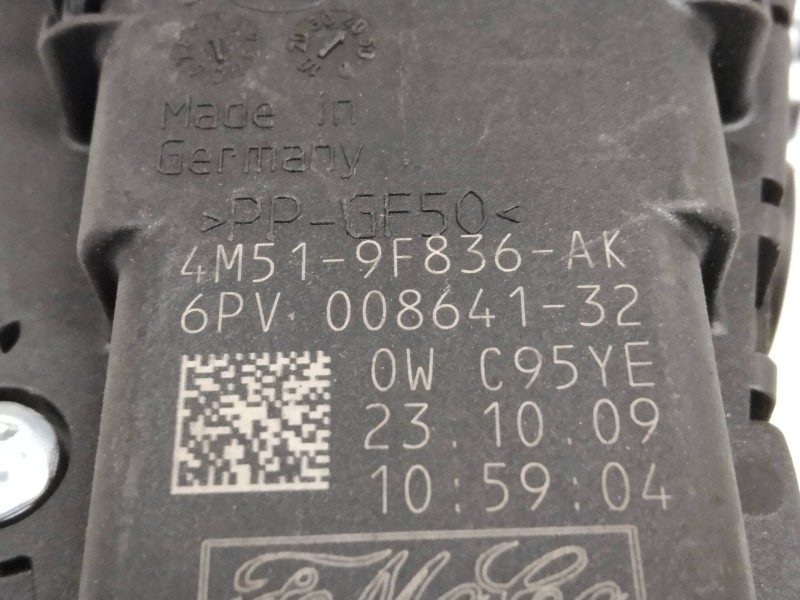 Made in
Germany
>PP-GF50<
4M51-9F836-AK
6PV 008641-32
0W C95YE
23.10.09
10:59:04
FoMoCo